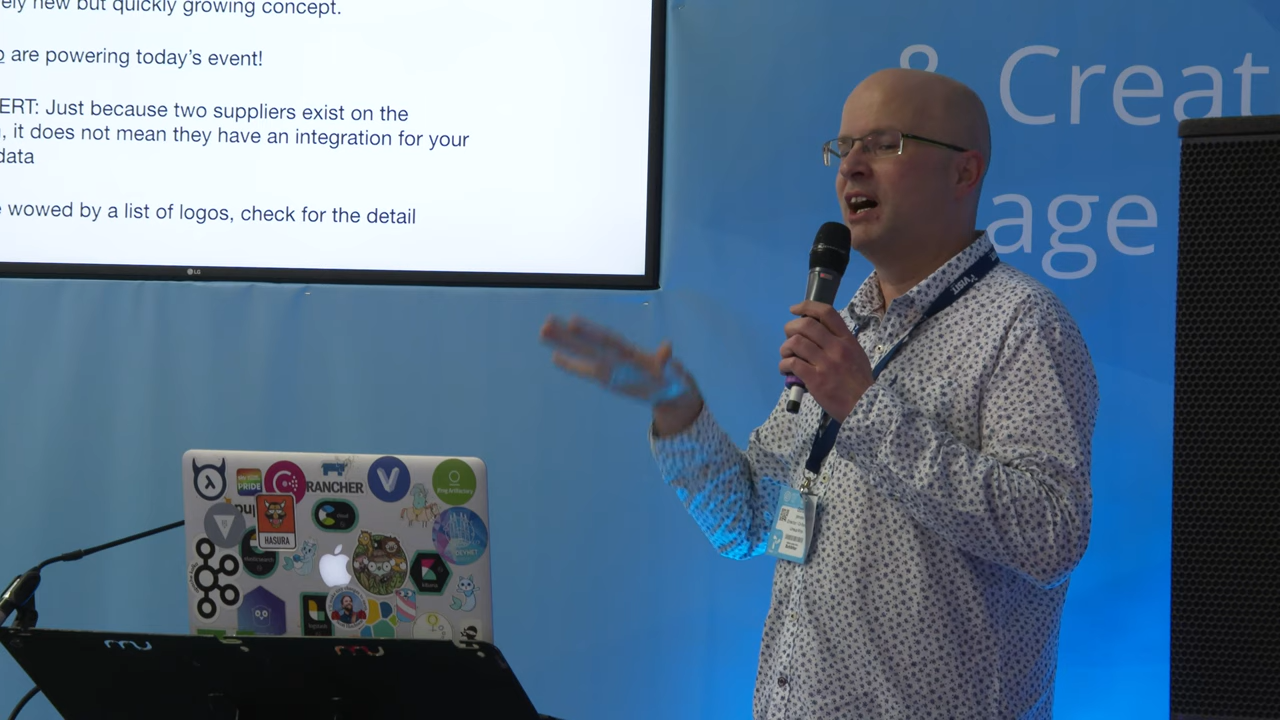 ely new but quickly growing concept.
are powering today's event!
ERT: Just because two suppliers exist on the
, it does not mean they have an integration for your
data
wowed by a list of logos, check for the detail
LG
& Creat
age
RANCHER
PRIDE
HASURA
V
λ